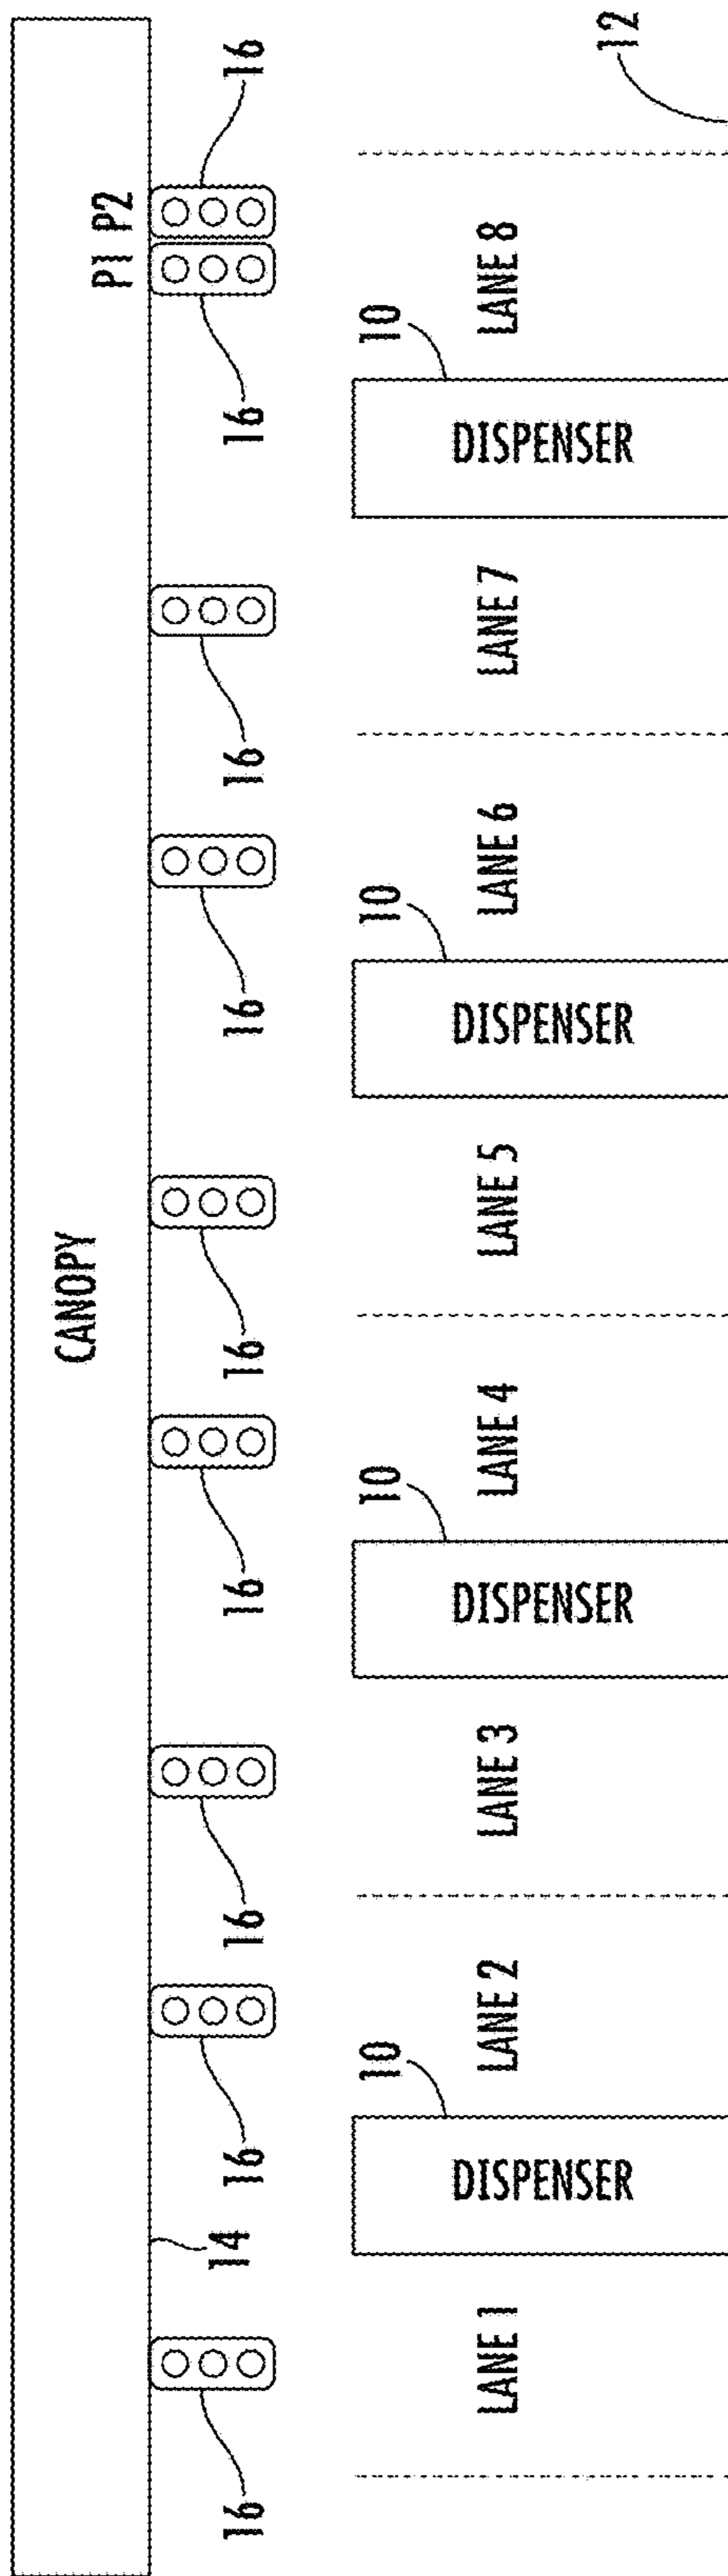 CANOPY
P1 P2
16 14 16 16 16 16 16 16 16 16
10 10 10 10
LANE 1 LANE 2 LANE 3 LANE 4 LANE 5 LANE 6 LANE 7 LANE 8
DISPENSER DISPENSER DISPENSER DISPENSER
12